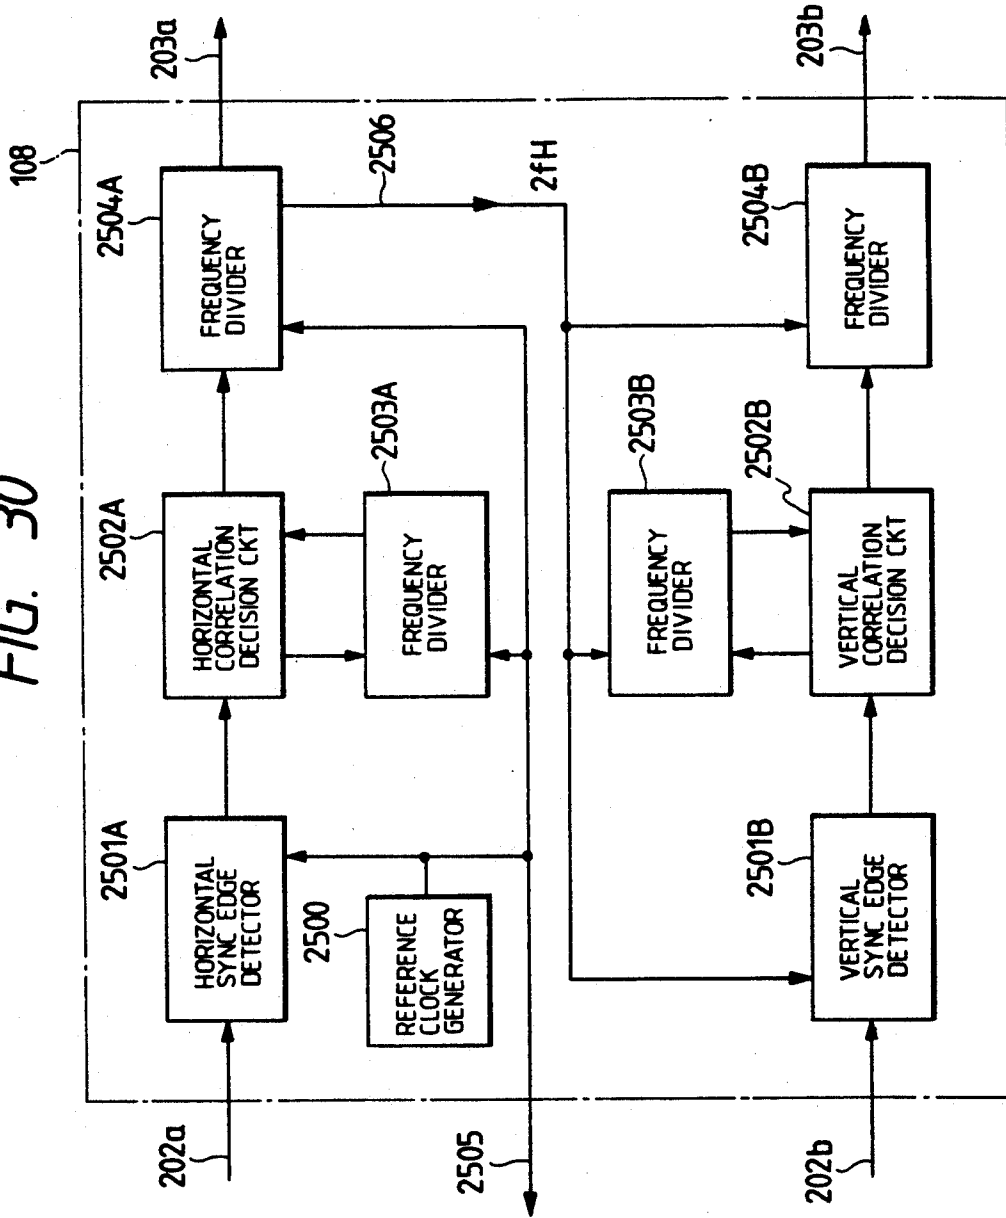 FIG. 30
108
202a
2501A
HORIZONTAL
SYNC EDGE
DETECTOR
2502A
HORIZONTAL
CORRELATION
DECISION CKT
2504A
FREQUENCY
DIVIDER
203a
2500
REFERENCE
CLOCK
GENERATOR
2503A
FREQUENCY
DIVIDER
2506
2505
2fH
2503B
FREQUENCY
DIVIDER
202b
2501B
VERTICAL
SYNC EDGE
DETECTOR
2502B
VERTICAL
CORRELATION
DECISION CKT
2504B
FREQUENCY
DIVIDER
203b